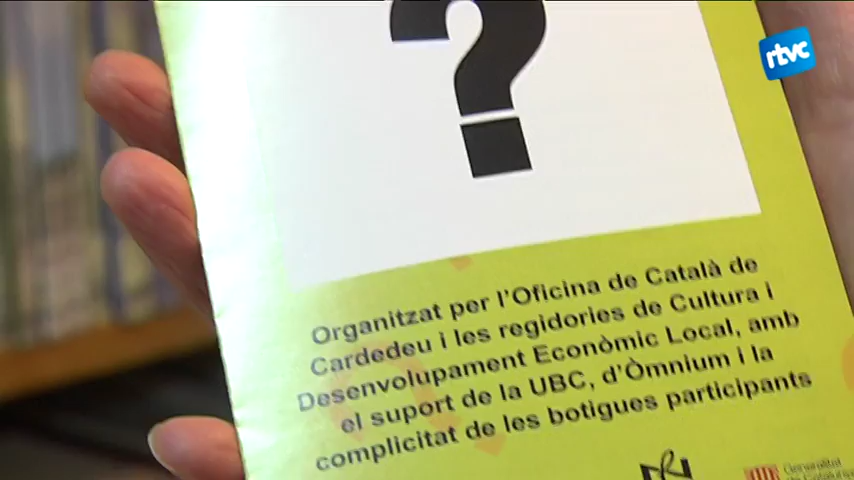 rtvc
?
Organitzat per l'Oficina de Català de
Cardedeu i les regidories de Cultura i
Desenvolupament Econòmic Local, amb
el suport de la UBC, d'Òmnium i la
complicitat de les botigues participants
Generalitat